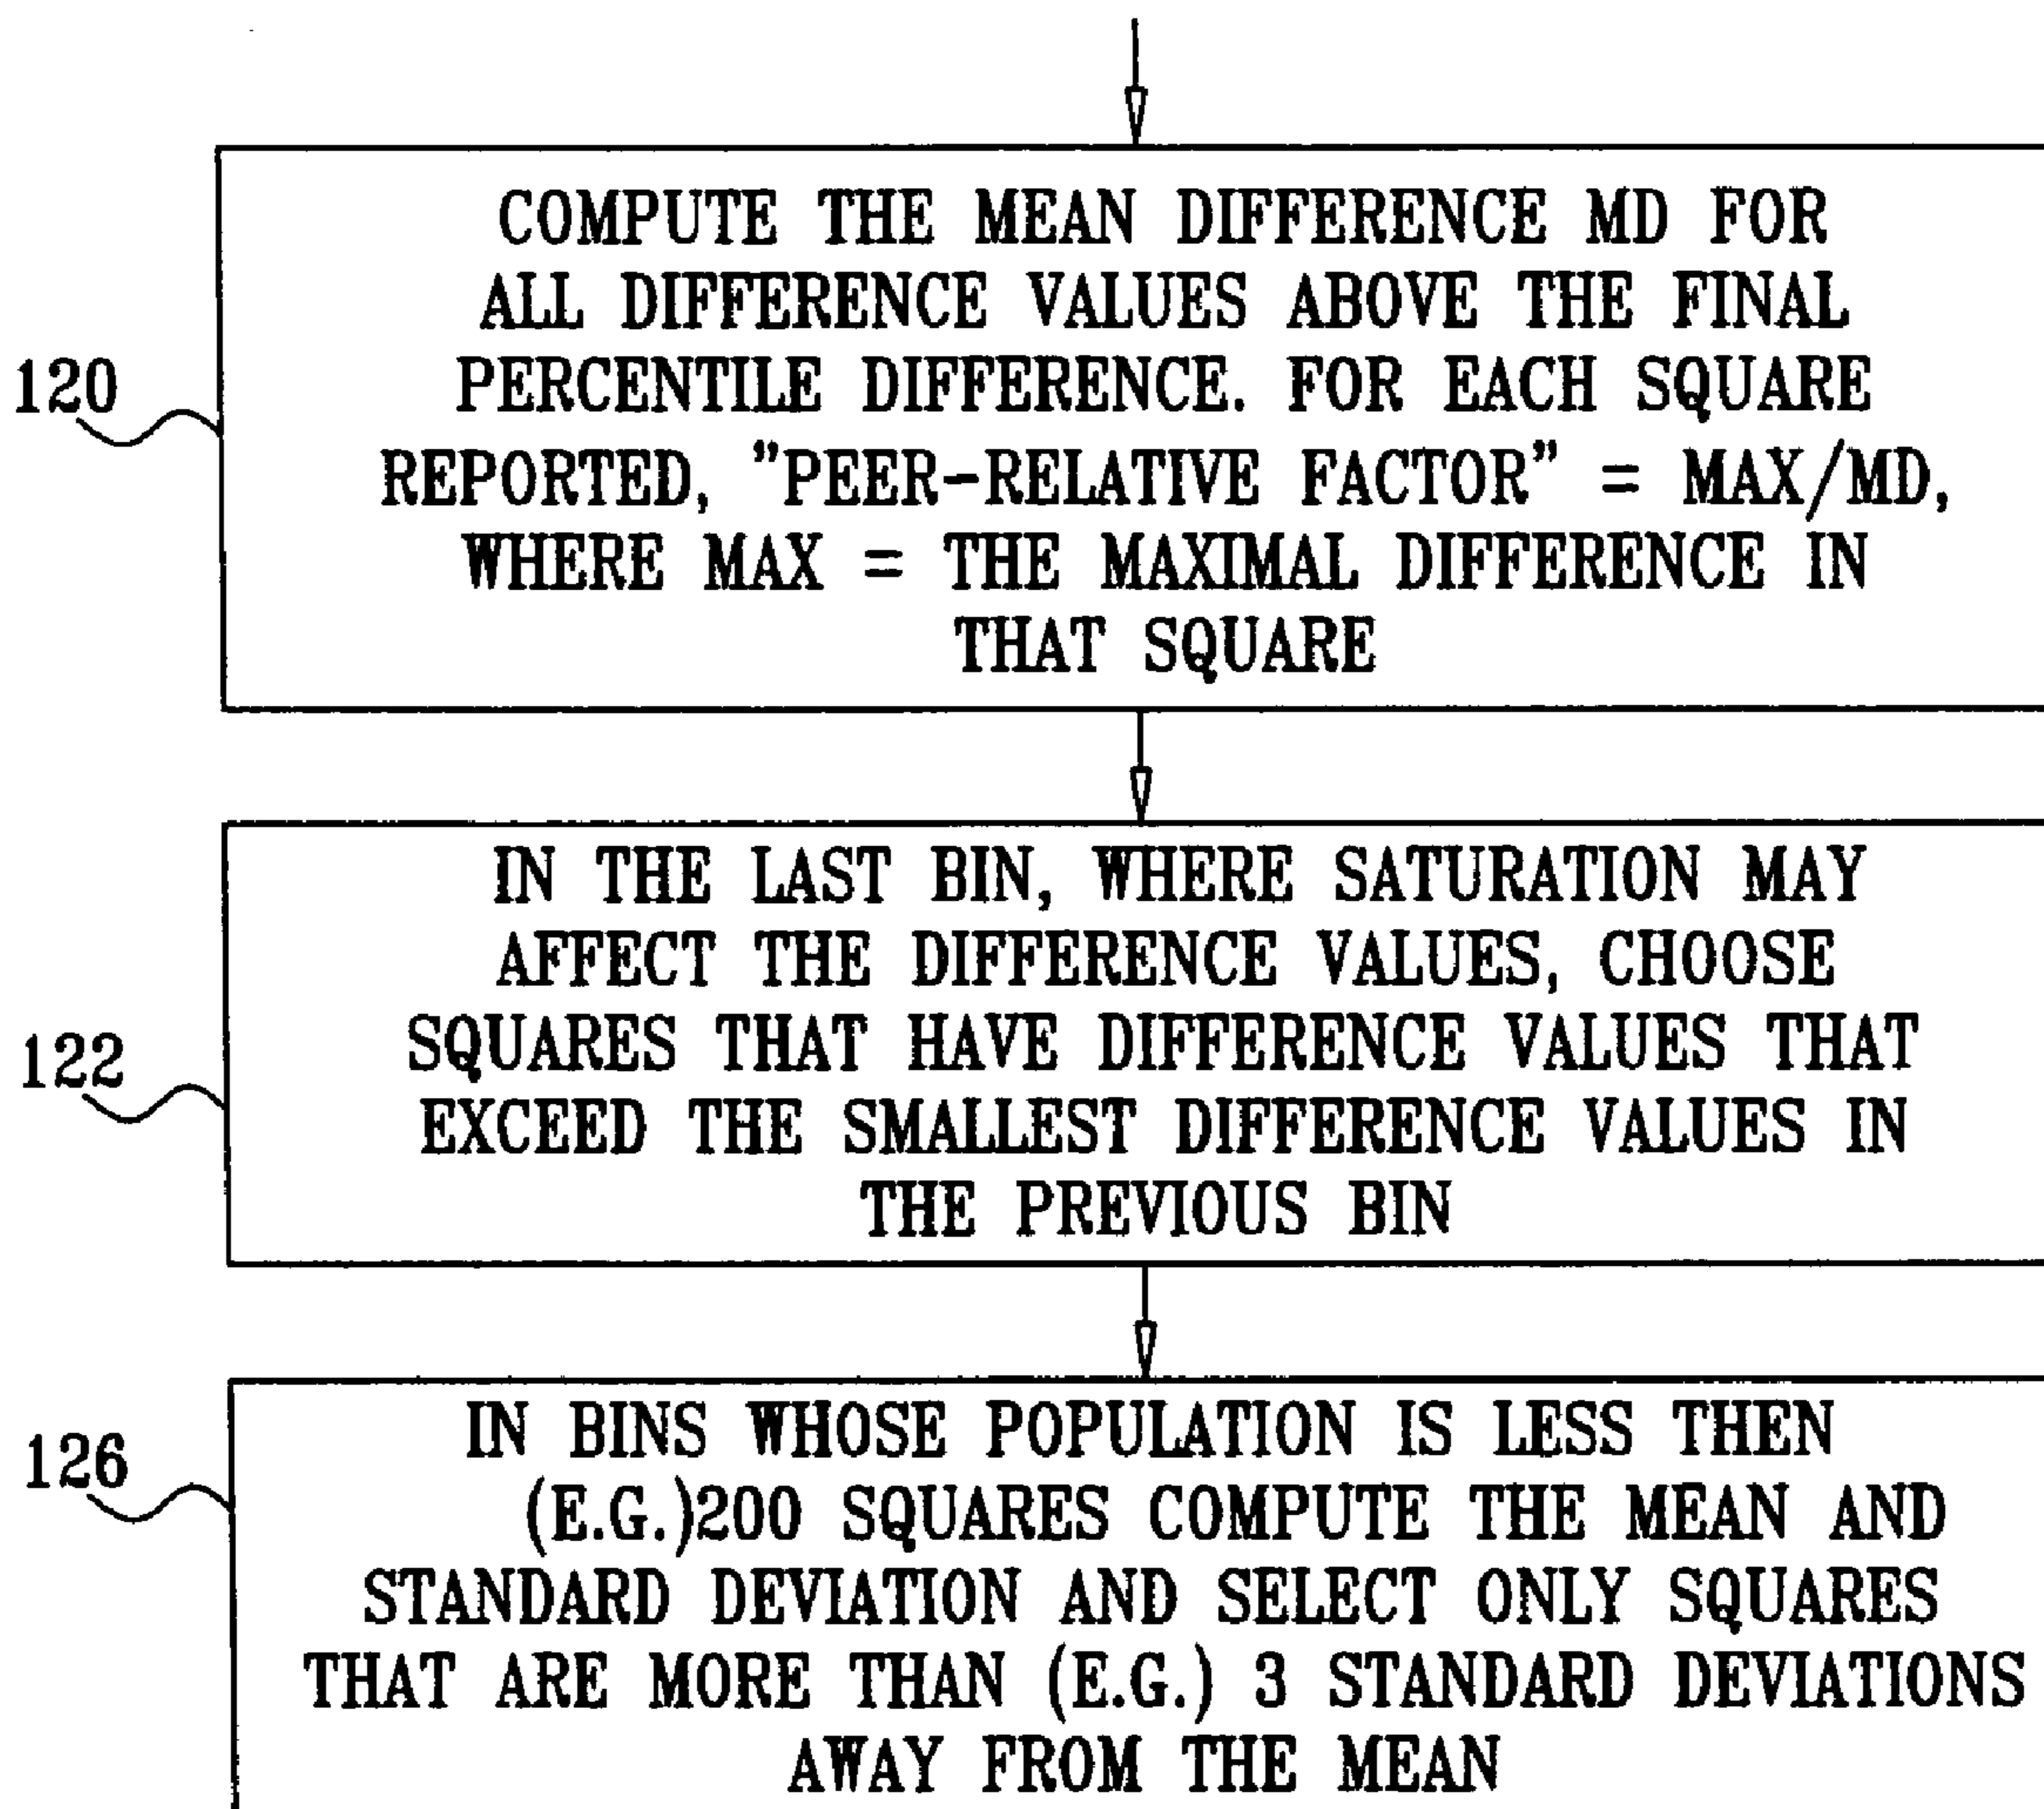 COMPUTE THE MEAN DIFFERENCE MD FOR
ALL DIFFERENCE VALUES ABOVE THE FINAL
PERCENTILE DIFFERENCE. FOR EACH SQUARE
REPORTED, "PEER-RELATIVE FACTOR" = MAX/MD,
WHERE MAX = THE MAXIMAL DIFFERENCE IN
THAT SQUARE
120
IN THE LAST BIN, WHERE SATURATION MAY
AFFECT THE DIFFERENCE VALUES, CHOOSE
SQUARES THAT HAVE DIFFERENCE VALUES THAT
EXCEED THE SMALLEST DIFFERENCE VALUES IN
THE PREVIOUS BIN
122
IN BINS WHOSE POPULATION IS LESS THEN
(E.G.)200 SQUARES COMPUTE THE MEAN AND
STANDARD DEVIATION AND SELECT ONLY SQUARES
THAT ARE MORE THAN (E.G.) 3 STANDARD DEVIATIONS
AWAY FROM THE MEAN
126